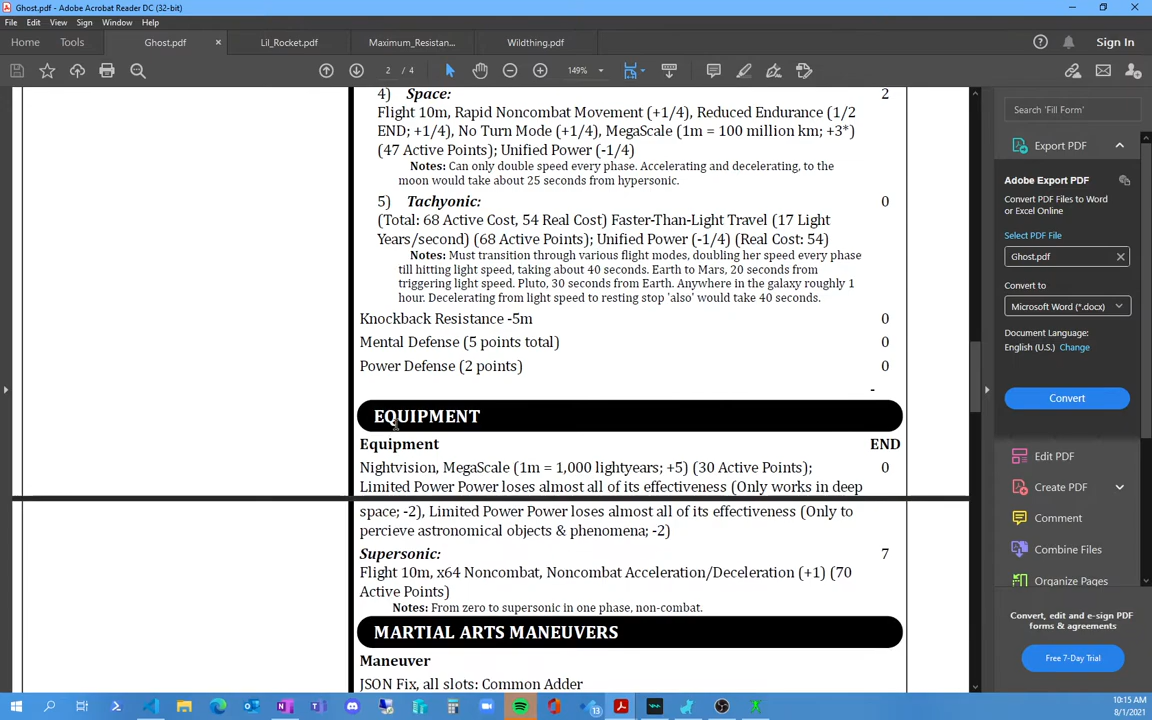 Ghost.pdf - Adobe Acrobat Reader DC (32-bit)
File Edit View Sign Window Help
Home Tools Ghost.pdf × Lil_Rocket.pdf Maximum_Resistan... Wildthing.pdf Sign In
2 / 4 149%
4) Space: 2
Flight 10m, Rapid Noncombat Movement (+1/4), Reduced Endurance (1/2
END; +1/4), No Turn Mode (+1/4), MegaScale (1m = 100 million km; +3*)
(47 Active Points); Unified Power (-1/4)
Notes: Can only double speed every phase. Accelerating and decelerating, to the
moon would take about 25 seconds from hypersonic.
5) Tachyonic: 0
(Total: 68 Active Cost, 54 Real Cost) Faster-Than-Light Travel (17 Light
Years/second) (68 Active Points); Unified Power (-1/4) (Real Cost: 54)
Notes: Must transition through various flight modes, doubling her speed every phase
till hitting light speed, taking about 40 seconds. Earth to Mars, 20 seconds from
triggering light speed. Pluto, 30 seconds from Earth. Anywhere in the galaxy roughly 1
hour. Decelerating from light speed to resting stop 'also' would take 40 seconds.
Knockback Resistance -5m 0
Mental Defense (5 points total) 0
Power Defense (2 points) 0
-
EQUIPMENT
Equipment END
Nightvision, MegaScale (1m = 1,000 lightyears; +5) (30 Active Points); 0
Limited Power Power loses almost all of its effectiveness (Only works in deep
space; -2), Limited Power Power loses almost all of its effectiveness (Only to
percieve astronomical objects & phenomena; -2)
Supersonic: 7
Flight 10m, x64 Noncombat, Noncombat Acceleration/Deceleration (+1) (70
Active Points)
Notes: From zero to supersonic in one phase, non-combat.
MARTIAL ARTS MANEUVERS
Maneuver
JSON Fix, all slots: Common Adder
Search 'Fill Form'
Export PDF
Adobe Export PDF
Convert PDF Files to Word
or Excel Online
Select PDF File
Ghost.pdf ×
Convert to
Microsoft Word (*.docx)
Document Language:
English (U.S.) Change
Convert
Edit PDF
Create PDF
Comment
Combine Files
Organize Pages
Convert, edit and e-sign PDF
forms & agreements
Free 7-Day Trial
13
10:15 AM
8/1/2021